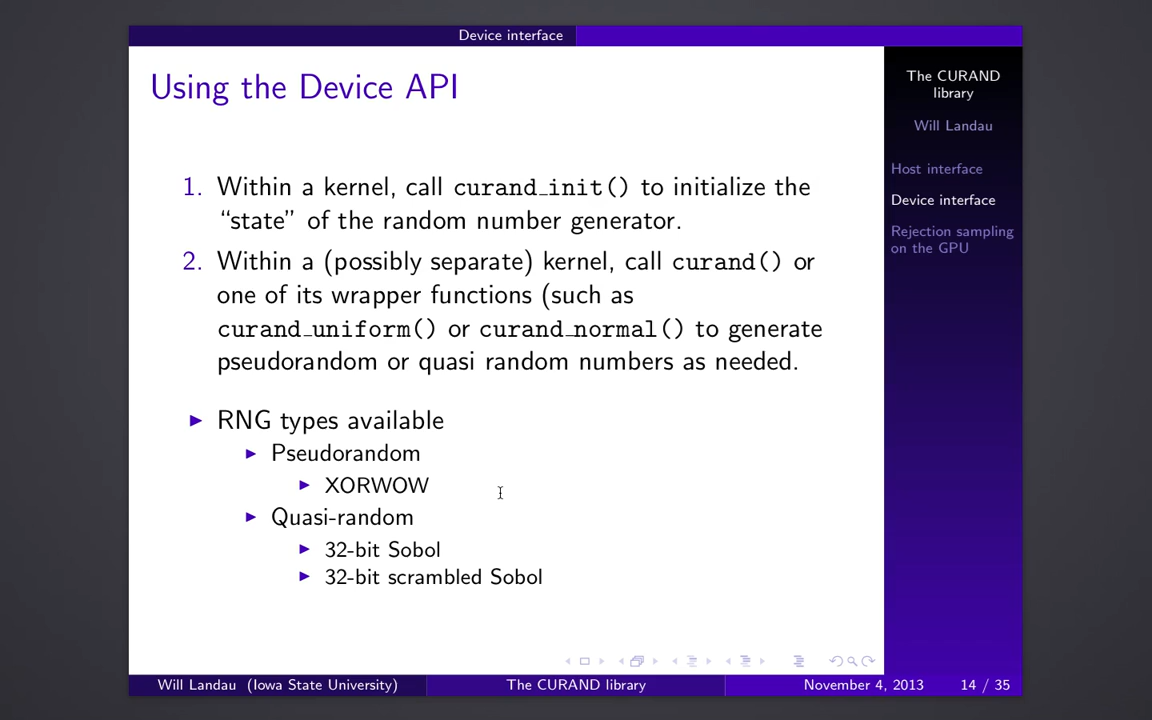 Device interface
Using the Device API
1. Within a kernel, call curand_init() to initialize the
“state” of the random number generator.
2. Within a (possibly separate) kernel, call curand() or
one of its wrapper functions (such as
curand_uniform() or curand_normal() to generate
pseudorandom or quasi random numbers as needed.
RNG types available
Pseudorandom
XORWOW
Quasi-random
32-bit Sobol
32-bit scrambled Sobol
The CURAND
library
Will Landau
Host interface
Device interface
Rejection sampling
on the GPU
Will Landau (Iowa State University)
The CURAND library
November 4, 2013
14 / 35